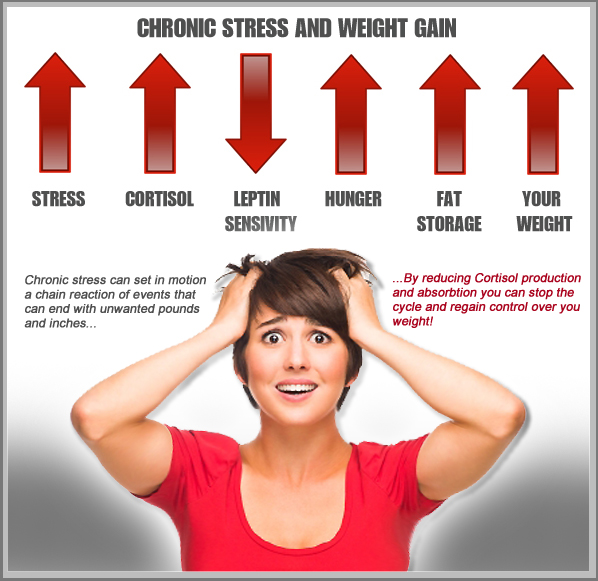 CHRONIC STRESS AND WEIGHT GAIN
STRESS
CORTISOL
LEPTIN
SENSIVITY
HUNGER
FAT
STORAGE
YOUR
WEIGHT
Chronic stress can set in motion
a chain reaction of events that
can end with unwanted pounds
and inches...
...By reducing Cortisol production
and absorbtion you can stop the
cycle and regain control over you
weight!